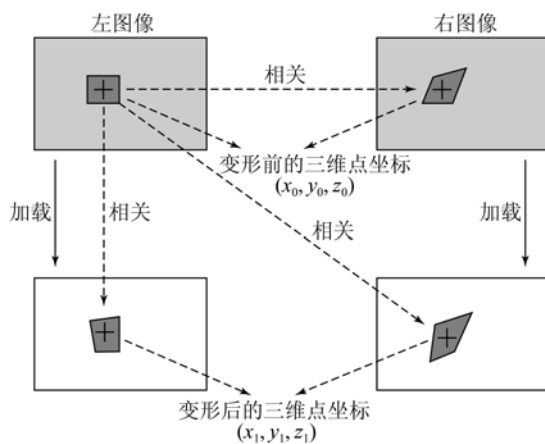 左图像
右图像
相关
变形前的三维点坐标
(x₀, y₀, z₀)
加载
相关
相关
加载
变形后的三维点坐标
(x₁, y₁, z₁)